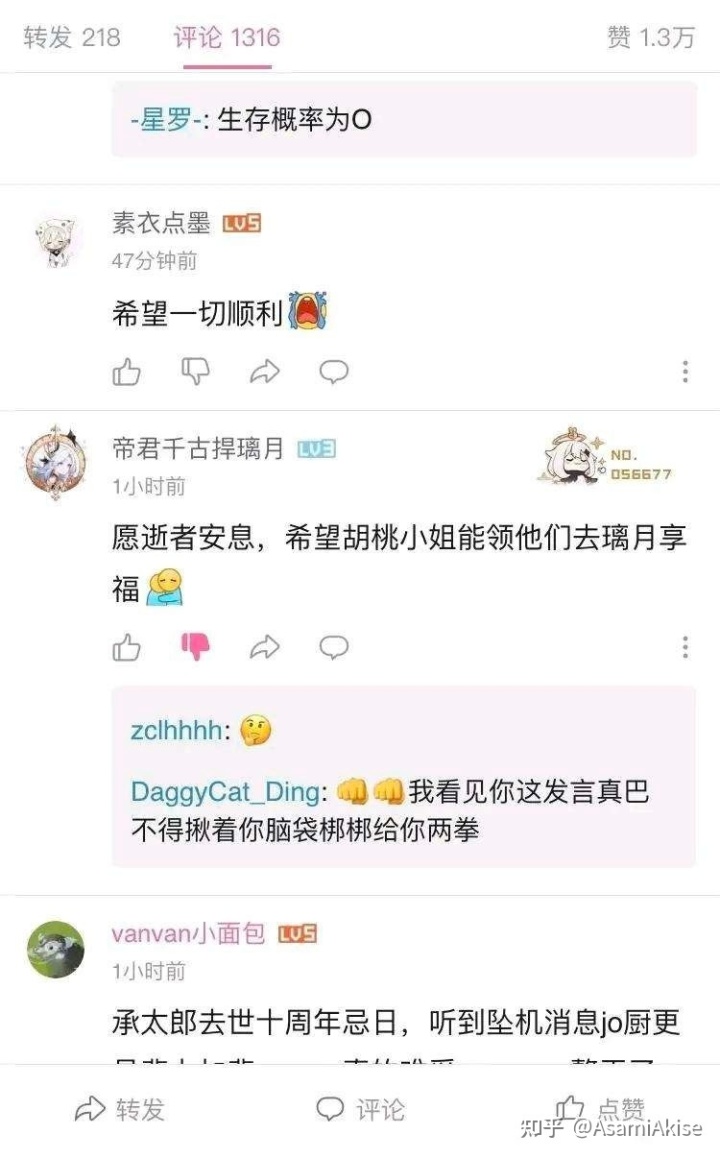 转发 218
评论 1316
赞 1.3万
-星罗-: 生存概率为O
素衣点墨 LV5
47分钟前
希望一切顺利
帝君千古捍璃月 LV3
NO.
056677
1小时前
愿逝者安息，希望胡桃小姐能领他们去璃月享
福
zclhhhh:
DaggyCat_Ding: 我看见你这发言真巴
不得揪着你脑袋梆梆给你两拳
vanvan小面包 LV5
1小时前
承太郎去世十周年忌日，听到坠机消息jo厨更
转发
评论
点赞
知乎 @AsamiAkise